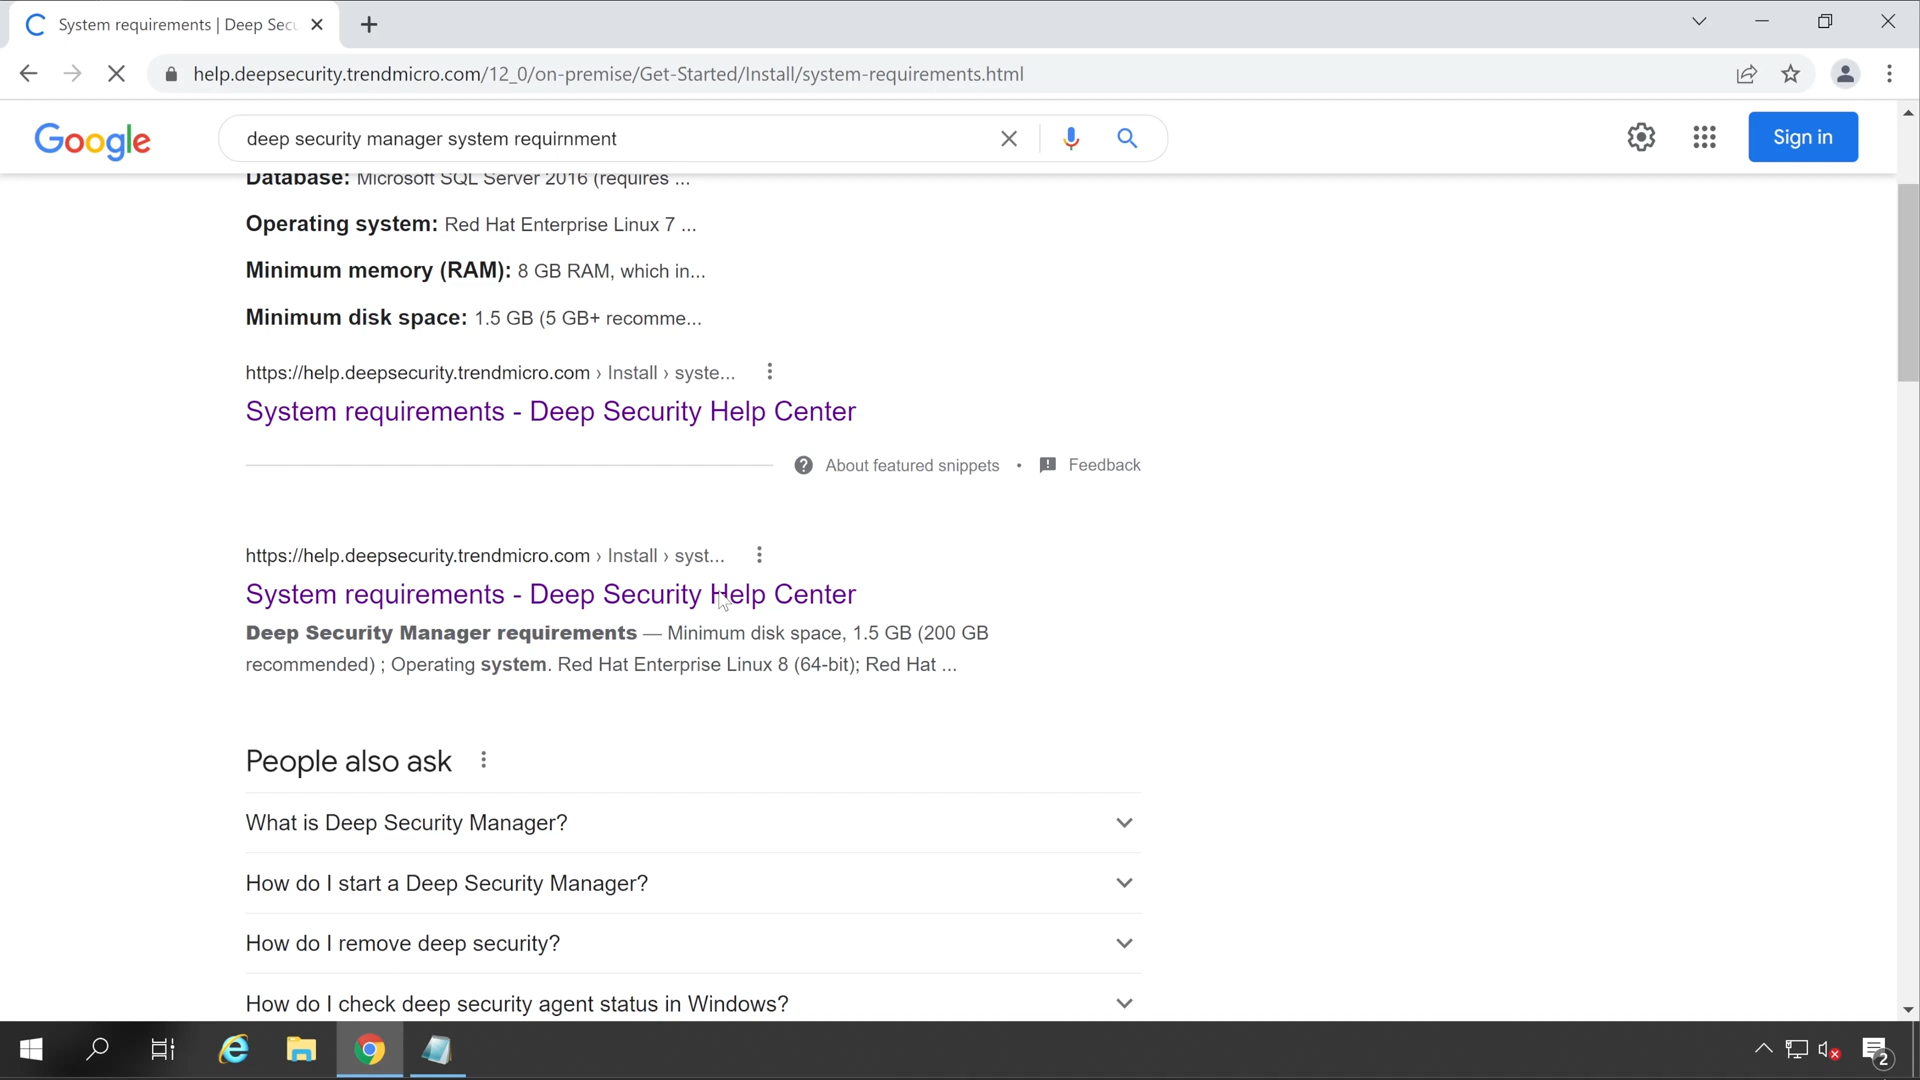 System requirements | Deep Secu
help.deepsecurity.trendmicro.com/12_0/on-premise/Get-Started/Install/system-requirements.html
Google
deep security manager system requirnment
Sign in
Database: Microsoft SQL Server 2016 (requires ...
Operating system: Red Hat Enterprise Linux 7 ...
Minimum memory (RAM): 8 GB RAM, which in...
Minimum disk space: 1.5 GB (5 GB+ recomme...
https://help.deepsecurity.trendmicro.com › Install › syste...
System requirements - Deep Security Help Center
About featured snippets • Feedback
https://help.deepsecurity.trendmicro.com › Install › syst...
System requirements - Deep Security Help Center
Deep Security Manager requirements — Minimum disk space, 1.5 GB (200 GB
recommended) ; Operating system. Red Hat Enterprise Linux 8 (64-bit); Red Hat ...
People also ask
What is Deep Security Manager?
How do I start a Deep Security Manager?
How do I remove deep security?
How do I check deep security agent status in Windows?
2